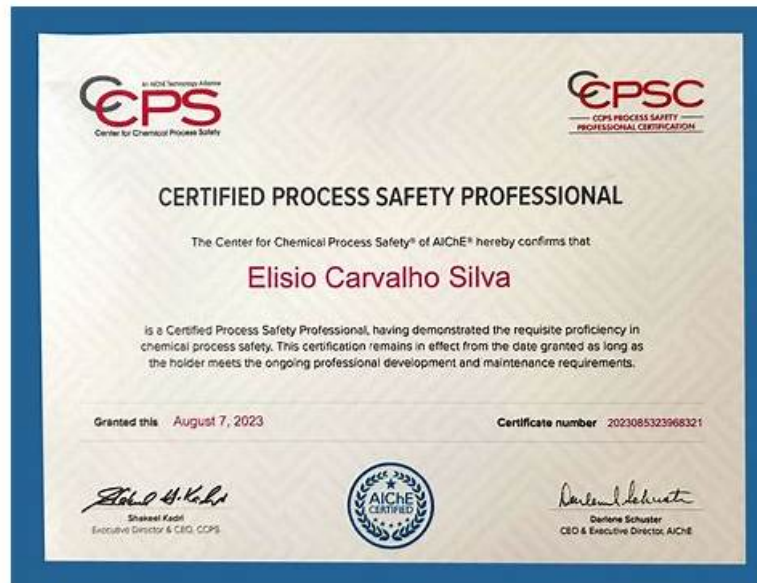 An AIChE Technology Alliance
CCPS
Center for Chemical Process Safety
CCPSC
CCPS PROCESS SAFETY
PROFESSIONAL CERTIFICATION
CERTIFIED PROCESS SAFETY PROFESSIONAL
The Center for Chemical Process Safety® of AIChE® hereby confirms that
Elisio Carvalho Silva
is a Certified Process Safety Professional, having demonstrated the requisite proficiency in
chemical process safety. This certification remains in effect from the date granted as long as
the holder meets the ongoing professional development and maintenance requirements.
Granted this August 7, 2023
Certificate number 2023085323968321
Shakeel Kadri
Executive Director & CEO, CCPS
AIChE
CERTIFIED
Darlene Schuster
CEO & Executive Director, AIChE